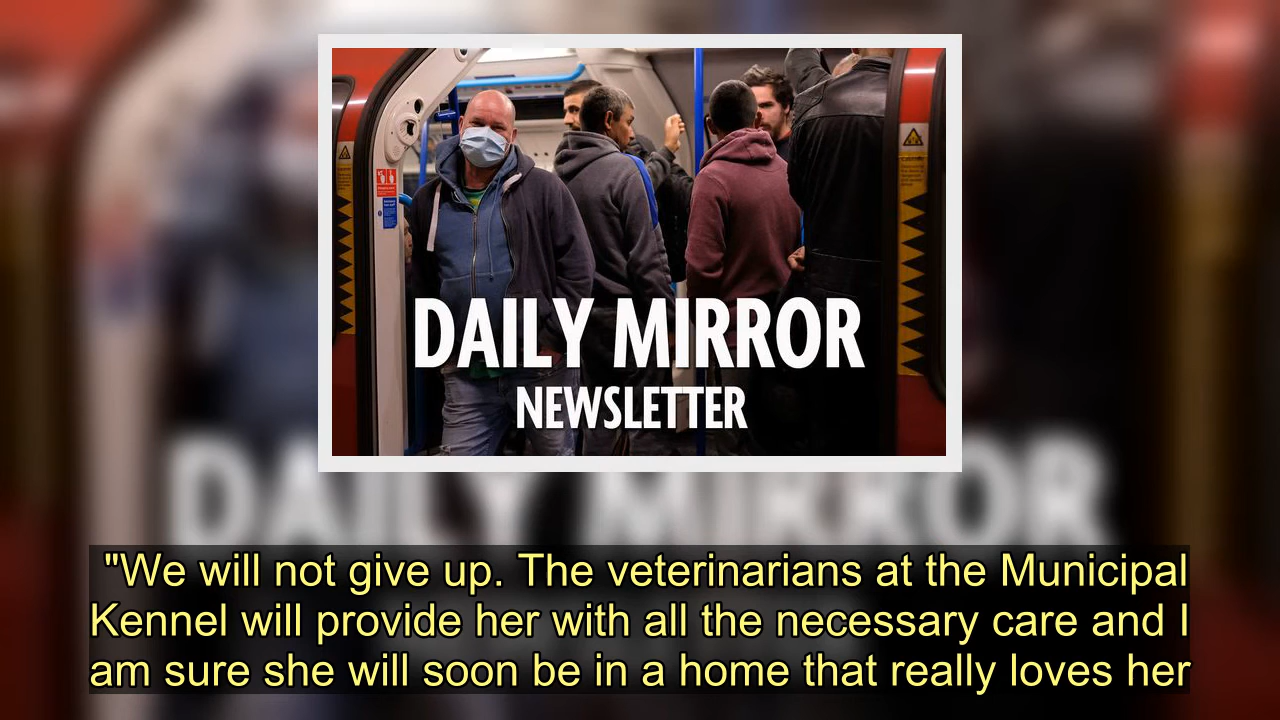 DAILY MIRROR
NEWSLETTER
"We will not give up. The veterinarians at the Municipal
Kennel will provide her with all the necessary care and I
am sure she will soon be in a home that really loves her